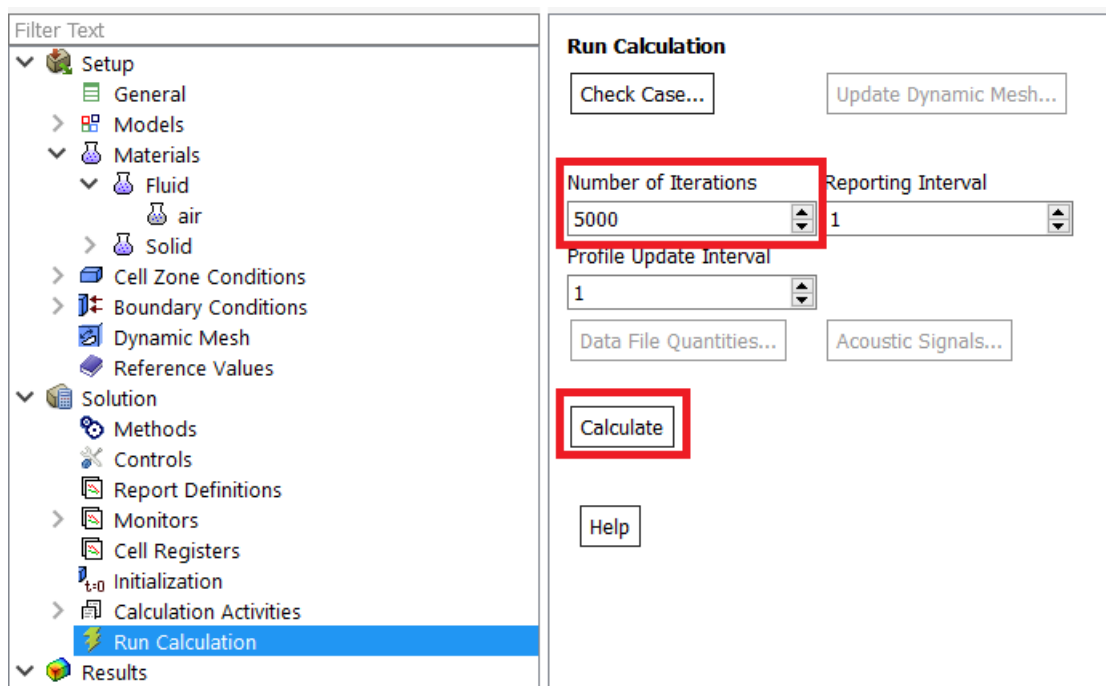 Filter Text
Setup
General
Models
Materials
Fluid
air
Solid
Cell Zone Conditions
Boundary Conditions
Dynamic Mesh
Reference Values
Solution
Methods
Controls
Report Definitions
Monitors
Cell Registers
t=0 Initialization
Calculation Activities
Run Calculation
Results
Run Calculation
Check Case... Update Dynamic Mesh...
Number of Iterations Reporting Interval
5000 1
Profile Update Interval
1
Data File Quantities... Acoustic Signals...
Calculate
Help